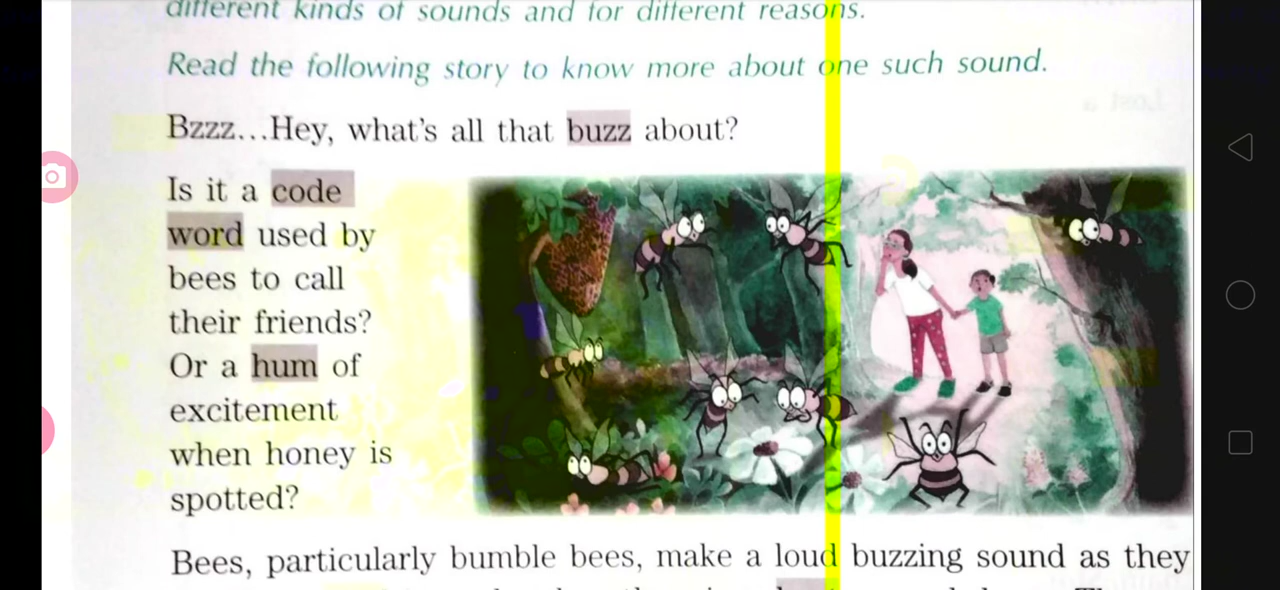 different kinds of sounds and for different reasons.
Read the following story to know more about one such sound.
Bzzz...Hey, what's all that buzz about?
Is it a code
word used by
bees to call
their friends?
Or a hum of
excitement
when honey is
spotted?
Bees, particularly bumble bees, make a loud buzzing sound as they